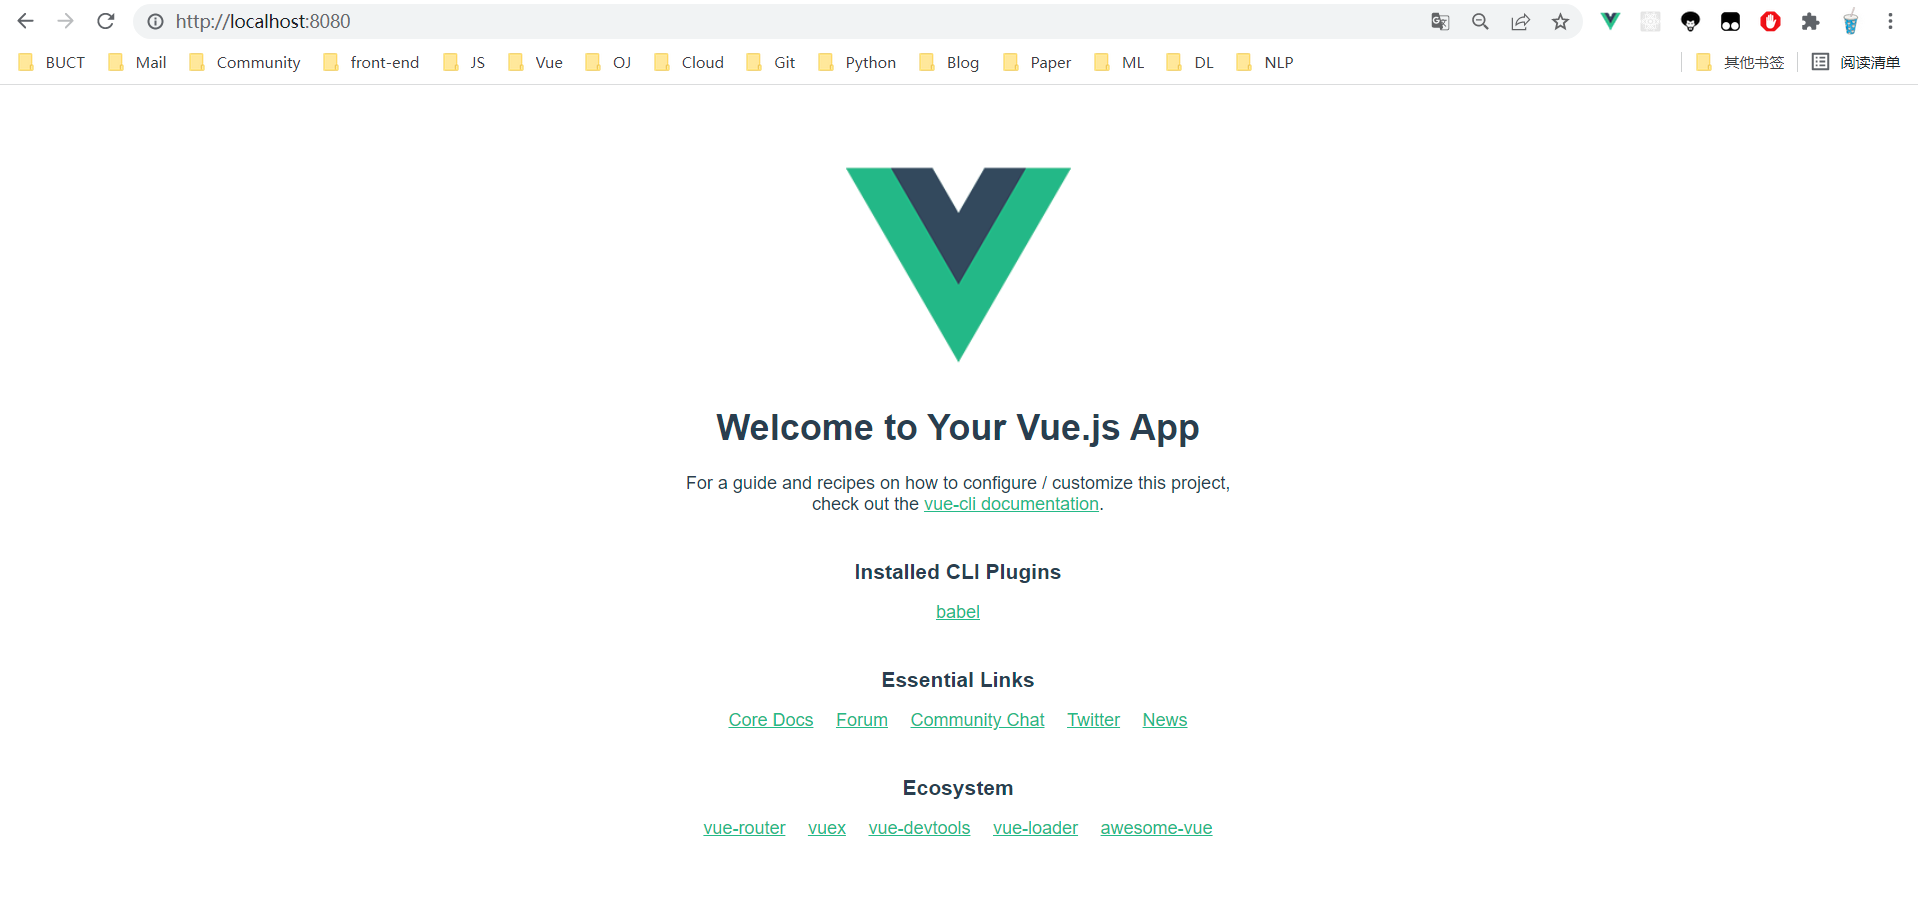 http://localhost:8080
BUCT Mail Community front-end JS Vue OJ Cloud Git Python Blog Paper ML DL NLP 其他书签 阅读清单
Welcome to Your Vue.js App
For a guide and recipes on how to configure / customize this project,
check out the vue-cli documentation.
Installed CLI Plugins
babel
Essential Links
Core Docs Forum Community Chat Twitter News
Ecosystem
vue-router vuex vue-devtools vue-loader awesome-vue